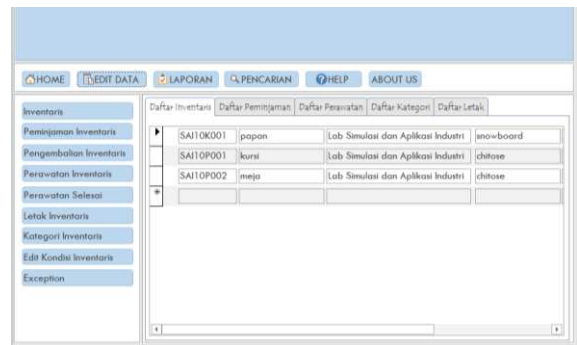 HOME EDIT DATA LAPORAN PENCARIAN HELP ABOUT US
Inventaris
Peminjaman Inventaris
Pengembalian Inventaris
Perawatan Inventaris
Perawatan Selesai
Letak Inventaris
Kategori Inventaris
Edit Kondisi Inventaris
Exception
Daftar Inventaris Daftar Peminjaman Daftar Perawatan Daftar Kategori Daftar Letak
SAI10K001 papan Lab Simulasi dan Aplikasi Industri snowboard
SAI10P001 kursi Lab Simulasi dan Aplikasi Industri chitose
SAI10P002 meja Lab Simulasi dan Aplikasi Industri chitose